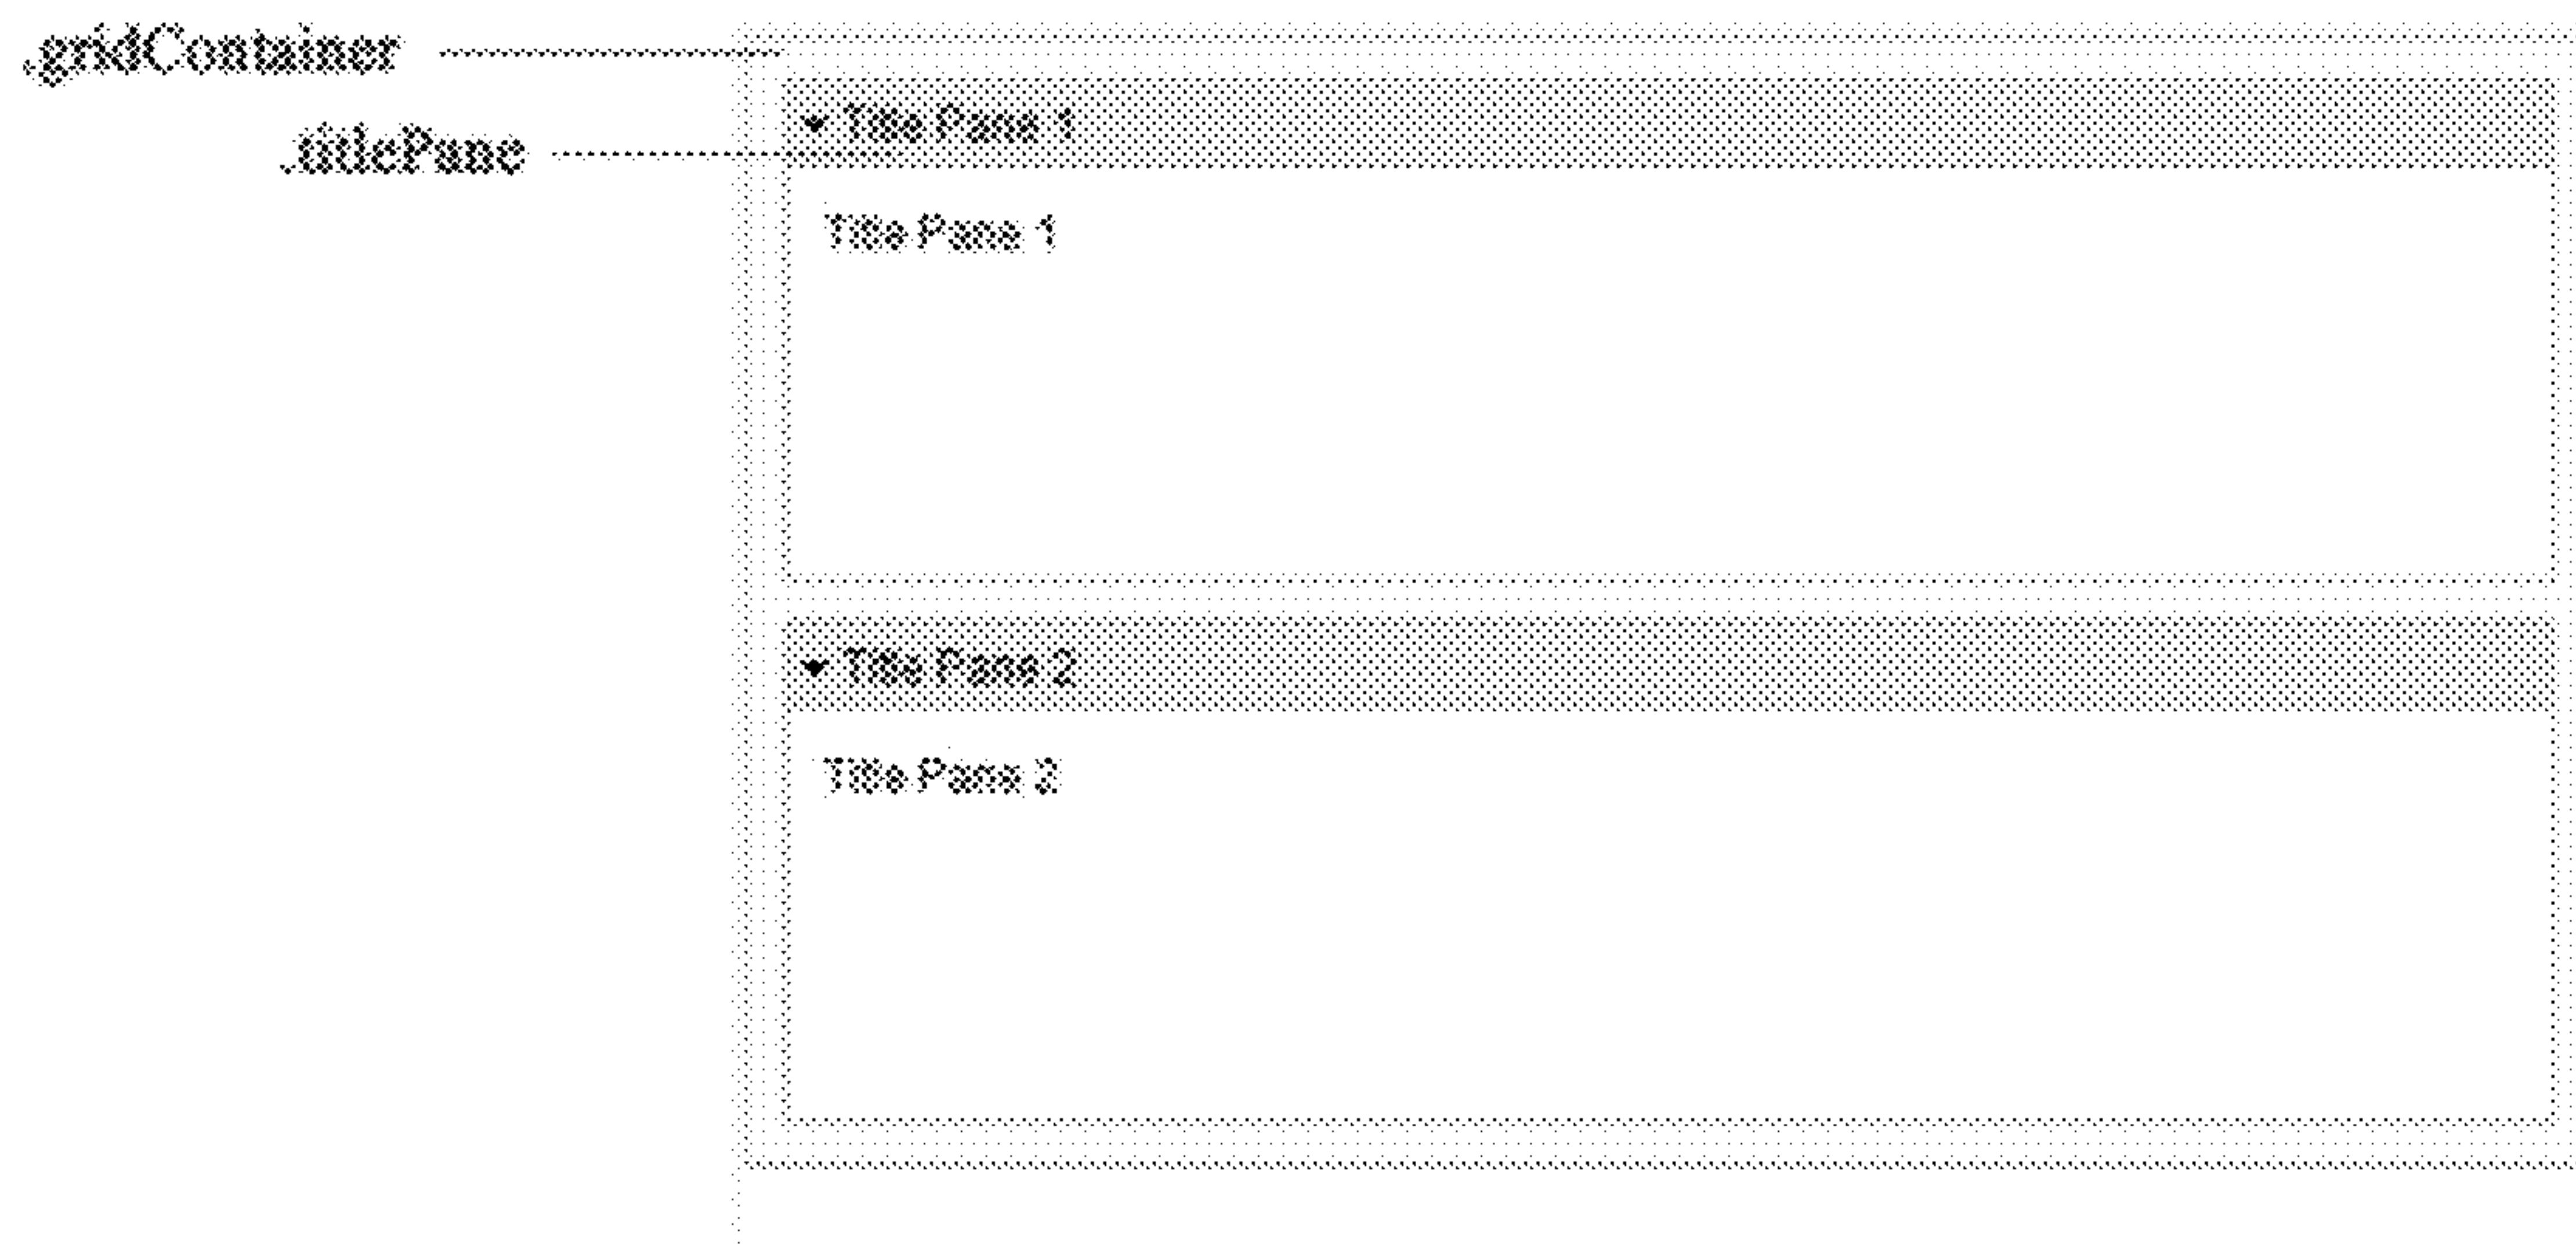 .gridContainer
.titlePane
Title Pane 1
Title Pane 1
Title Pane 2
Title Pane 2